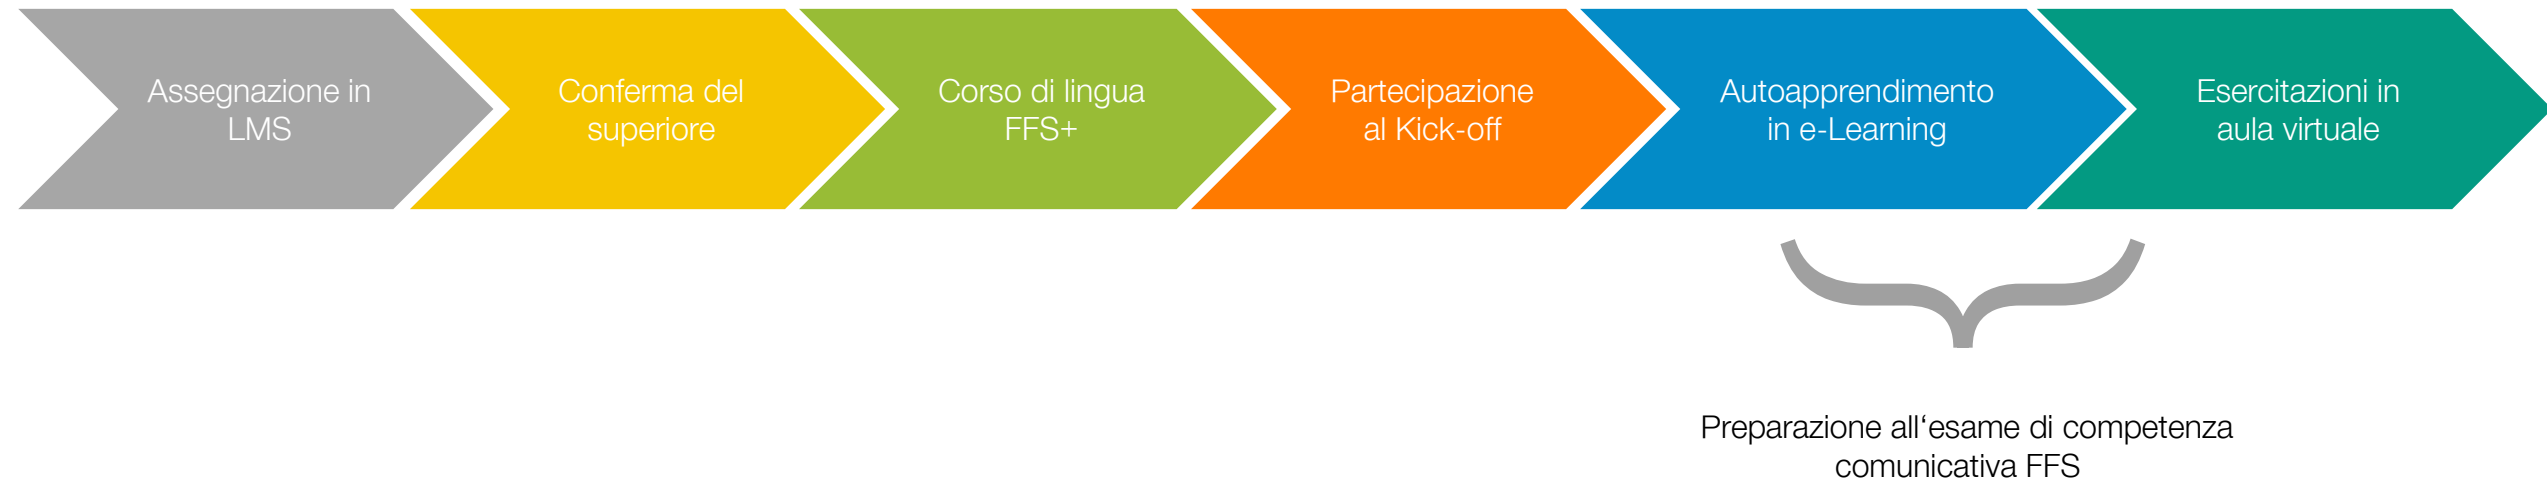 Assegnazione in
LMS
Conferma del
superiore
Corso di lingua
FFS+
Partecipazione
al Kick-off
Autoapprendimento
in e-Learning
Esercitazioni in
aula virtuale
Preparazione all‘esame di competenza
comunicativa FFS